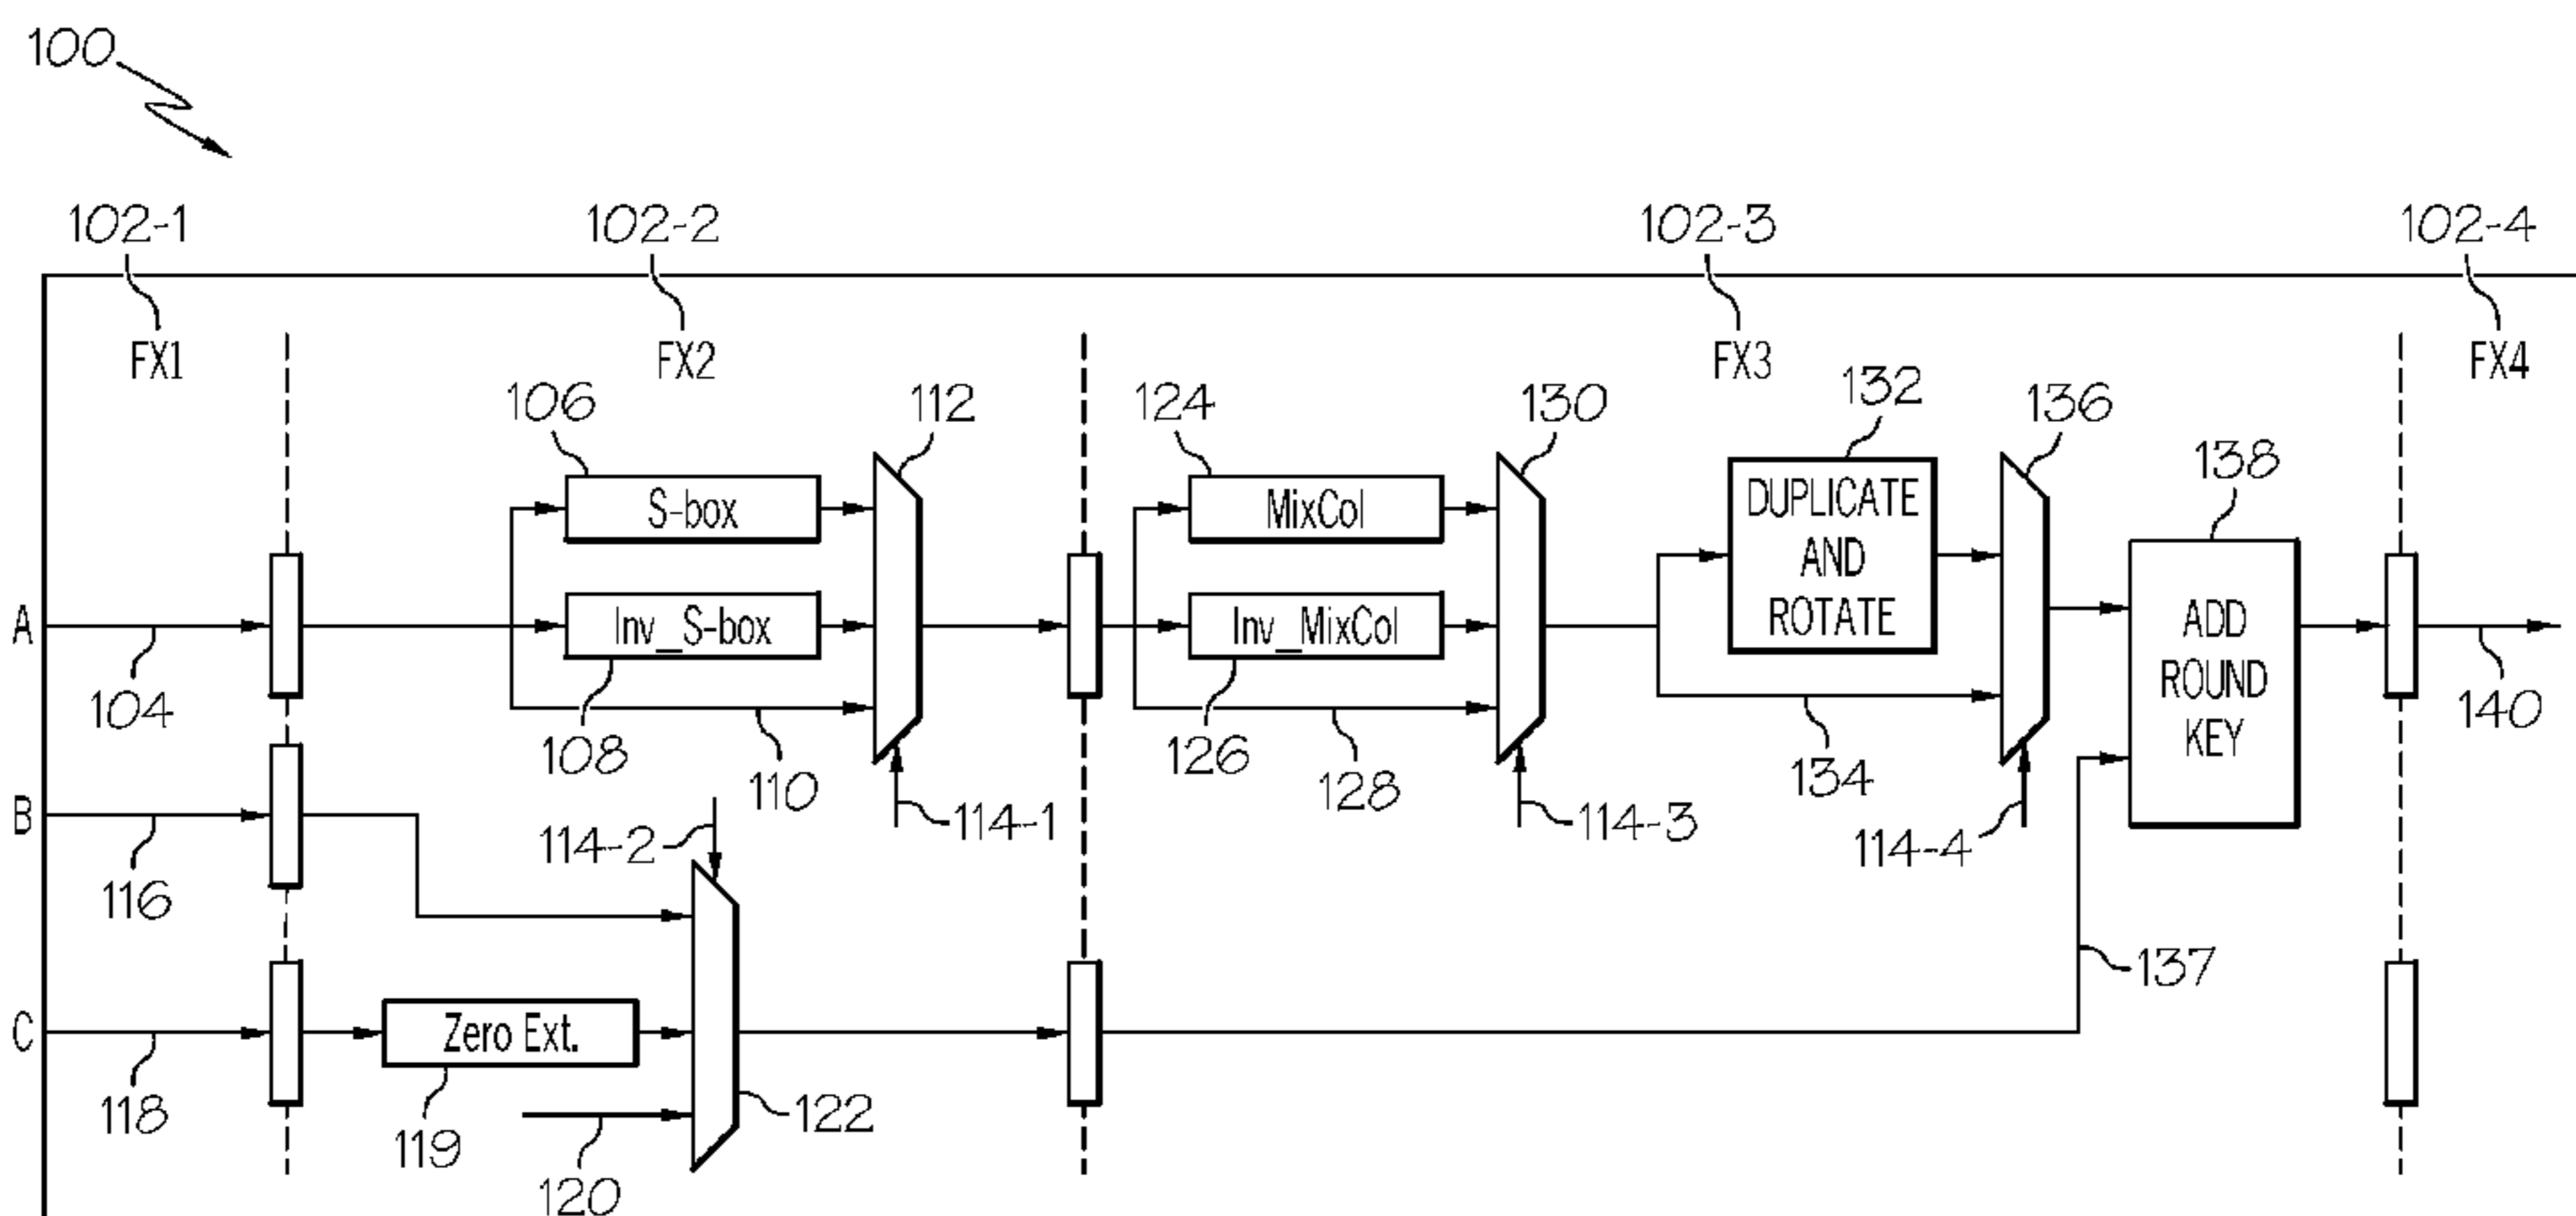 100
102-1 102-2 102-3 102-4
FX1 FX2 FX3 FX4
106 112 124 130 132 136 138
S-box MixCol DUPLICATE
AND
ROTATE
A Inv_S-box Inv_MixCol ADD
ROUND
KEY
104 108 110 114-1 126 128 114-3 134 114-4 140
B 114-2
116
137
C Zero Ext.
118 119 120 122